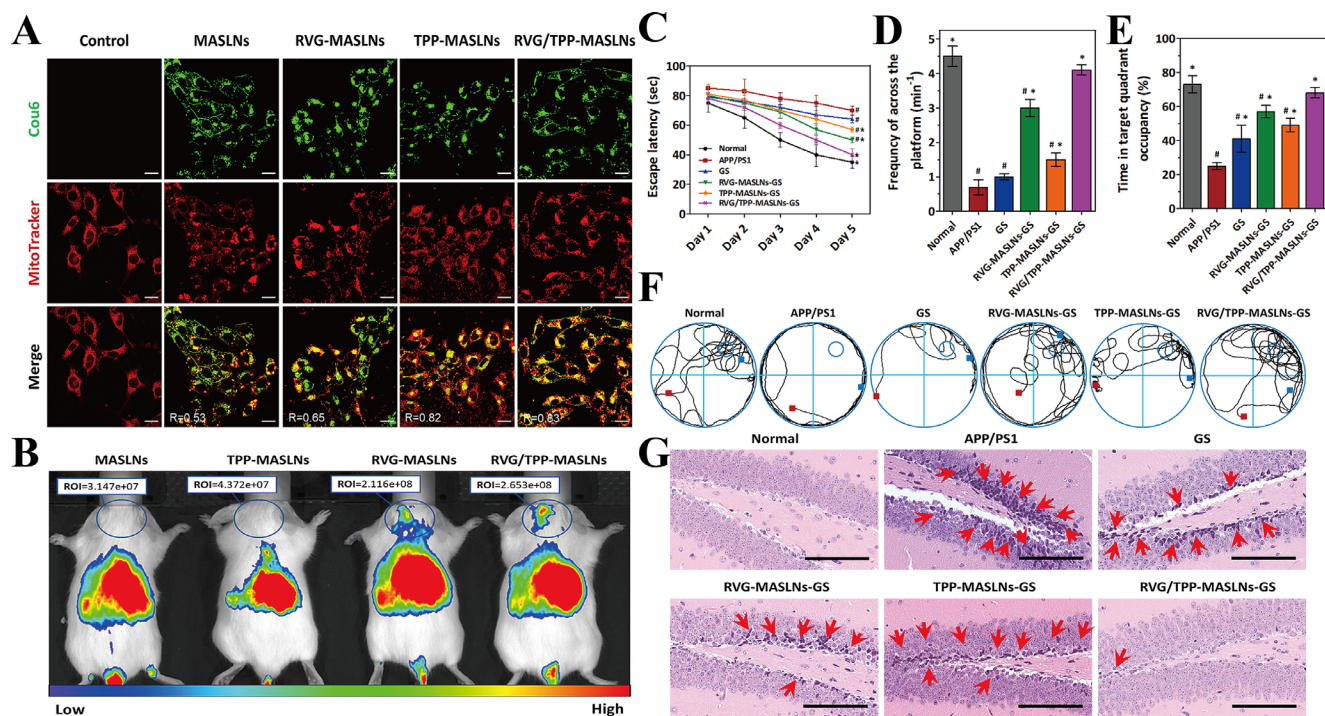 A
Control
MASLNs
RVG-MASLNs
TPP-MASLNs
RVG/TPP-MASLNs
Cou6
MitoTracker
Merge
R=0.53
R=0.65
R=0.82
R=0.83
B
MASLNs
TPP-MASLNs
RVG-MASLNs
RVG/TPP-MASLNs
ROI=3.147e+07
ROI=4.372e+07
ROI=2.116e+08
ROI=2.653e+08
Low
High
C
Escape latency (sec)
100
80
60
40
20
0
#
#
#*
#*
*
*
Normal
APP/PS1
GS
RVG-MASLNs-GS
TPP-MASLNs-GS
RVG/TPP-MASLNs-GS
Day 1
Day 2
Day 3
Day 4
Day 5
D
Frequncy of across the
platform (min-1)
5
4
3
2
1
0
*
#
#
# *
# *
*
Normal
APP/PS1
GS
RVG-MASLNs-GS
TPP-MASLNs-GS
RVG/TPP-MASLNs-GS
E
Time in target quadrant
occupancy (%)
100
80
60
40
20
0
*
#
# *
# *
# *
*
Normal
APP/PS1
GS
RVG-MASLNs-GS
TPP-MASLNs-GS
RVG/TPP-MASLNs-GS
F
Normal
APP/PS1
GS
RVG-MASLNs-GS
TPP-MASLNs-GS
RVG/TPP-MASLNs-GS
G
Normal
APP/PS1
GS
RVG-MASLNs-GS
TPP-MASLNs-GS
RVG/TPP-MASLNs-GS